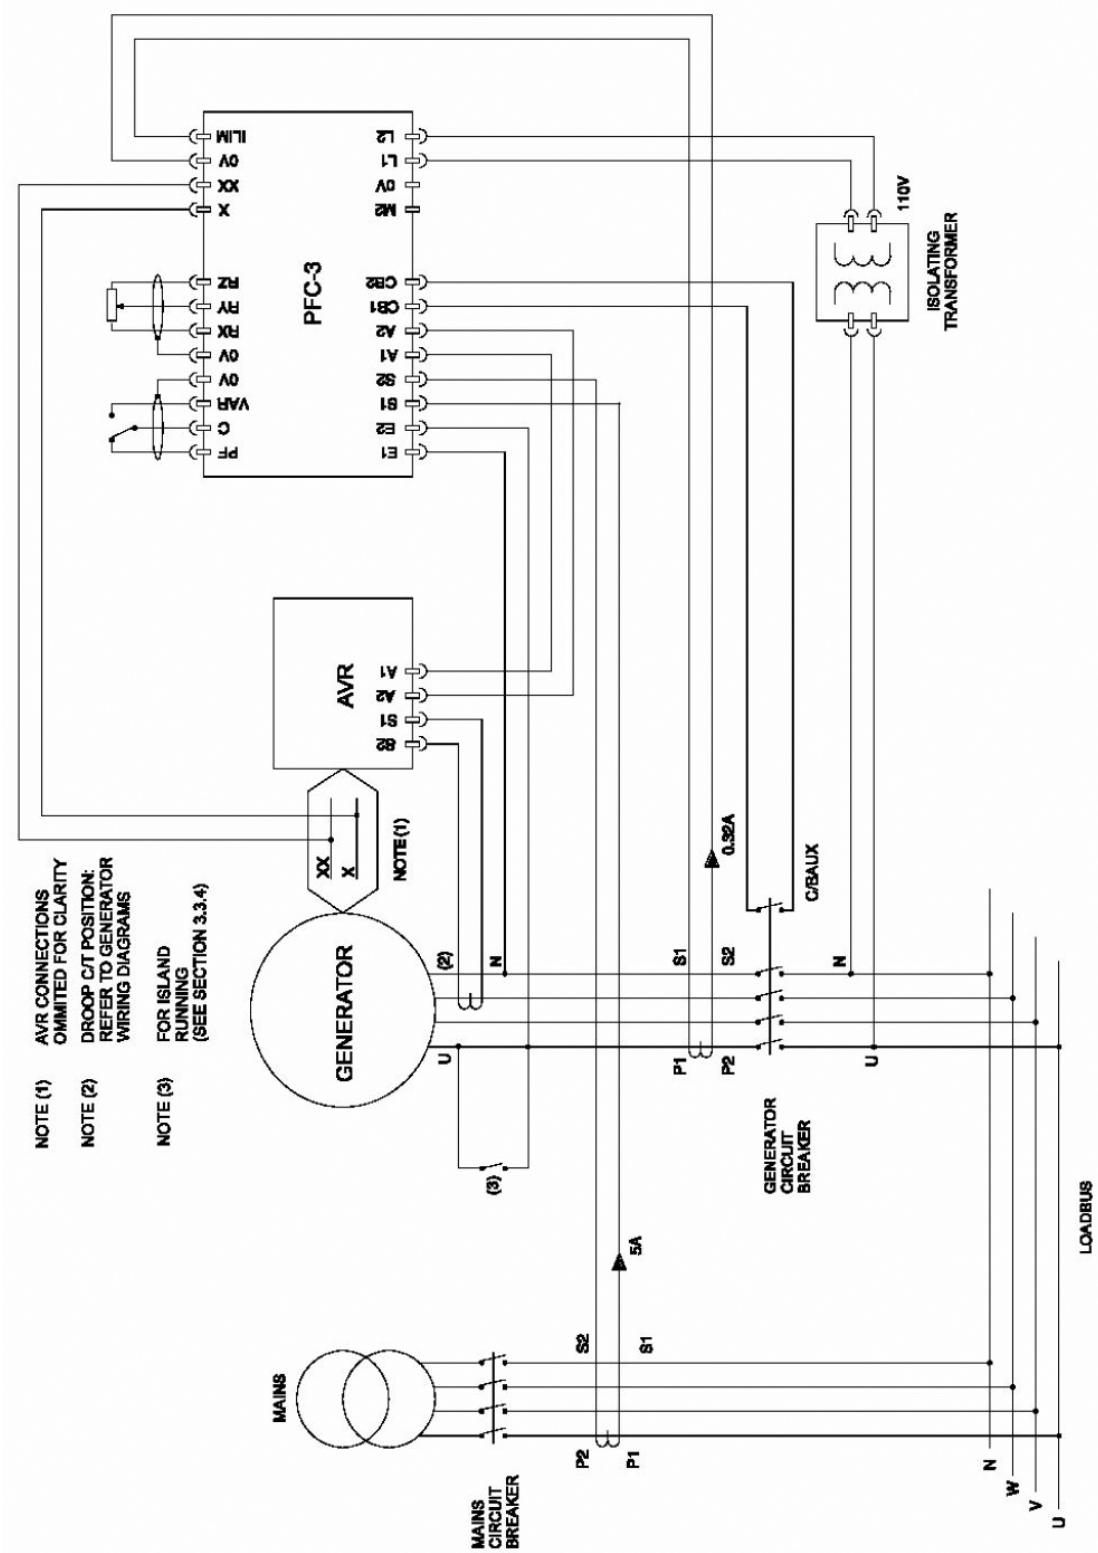 NOTE (1)
AVR CONNECTIONS
OMMITED FOR CLARITY
NOTE (2)
DROOP C/T POSITION:
REFER TO GENERATOR
WIRING DIAGRAMS
NOTE (3)
FOR ISLAND
RUNNING
(SEE SECTION 3.3.4)
PFC-3
PF
C
VAR
0V
0V
RX
RY
RZ
X
XX
0V
ILIM
E1
E2
S1
S2
A1
A2
CB1
CB2
M2
0V
L1
L2
AVR
S2
S1
A2
A1
XX
X
NOTE (1)
GENERATOR
(2)
N
U
(3)
MAINS
MAINS
CIRCUIT
BREAKER
P2
P1
S2
S1
5A
P1
P2
S1
S2
0.32A
GENERATOR
CIRCUIT
BREAKER
C/BAUX
N
U
110V
ISOLATING
TRANSFORMER
N
W
V
U
LOADBUS